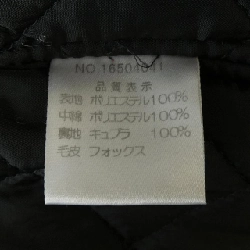 NO.16504041
品質表示
表地 ポリエステル100%
中綿 ポリエステル100%
裏地 キュプラ 100%
毛皮 フォックス